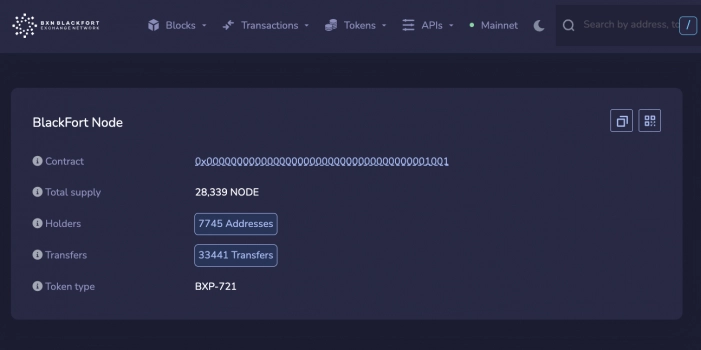 BXN BLACKFORT
EXCHANGE NETWORK
Blocks
Transactions
Tokens
APIs
Mainnet
Search by address, to
/
BlackFort Node
Contract
0x0000000000000000000000000000000000001001
Total supply
28,339 NODE
Holders
7745 Addresses
Transfers
33441 Transfers
Token type
BXP-721